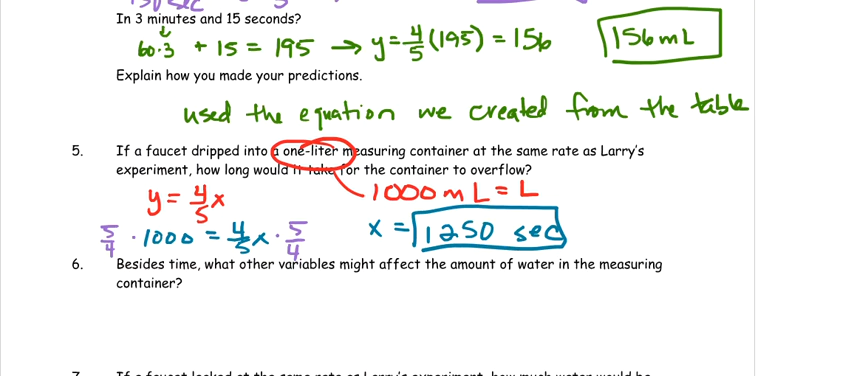 In 3 minutes and 15 seconds?
60·3 + 15 = 195 → y = 4/5 (195) = 156 156 mL
Explain how you made your predictions.
used the equation we created from the table
5. If a faucet dripped into a one-liter measuring container at the same rate as Larry's
experiment, how long would it take for the container to overflow?
y = 4/5 x 1000 mL = L
5/4 · 1000 = 4/5 x · 5/4 x = 1250 sec
6. Besides time, what other variables might affect the amount of water in the measuring
container?